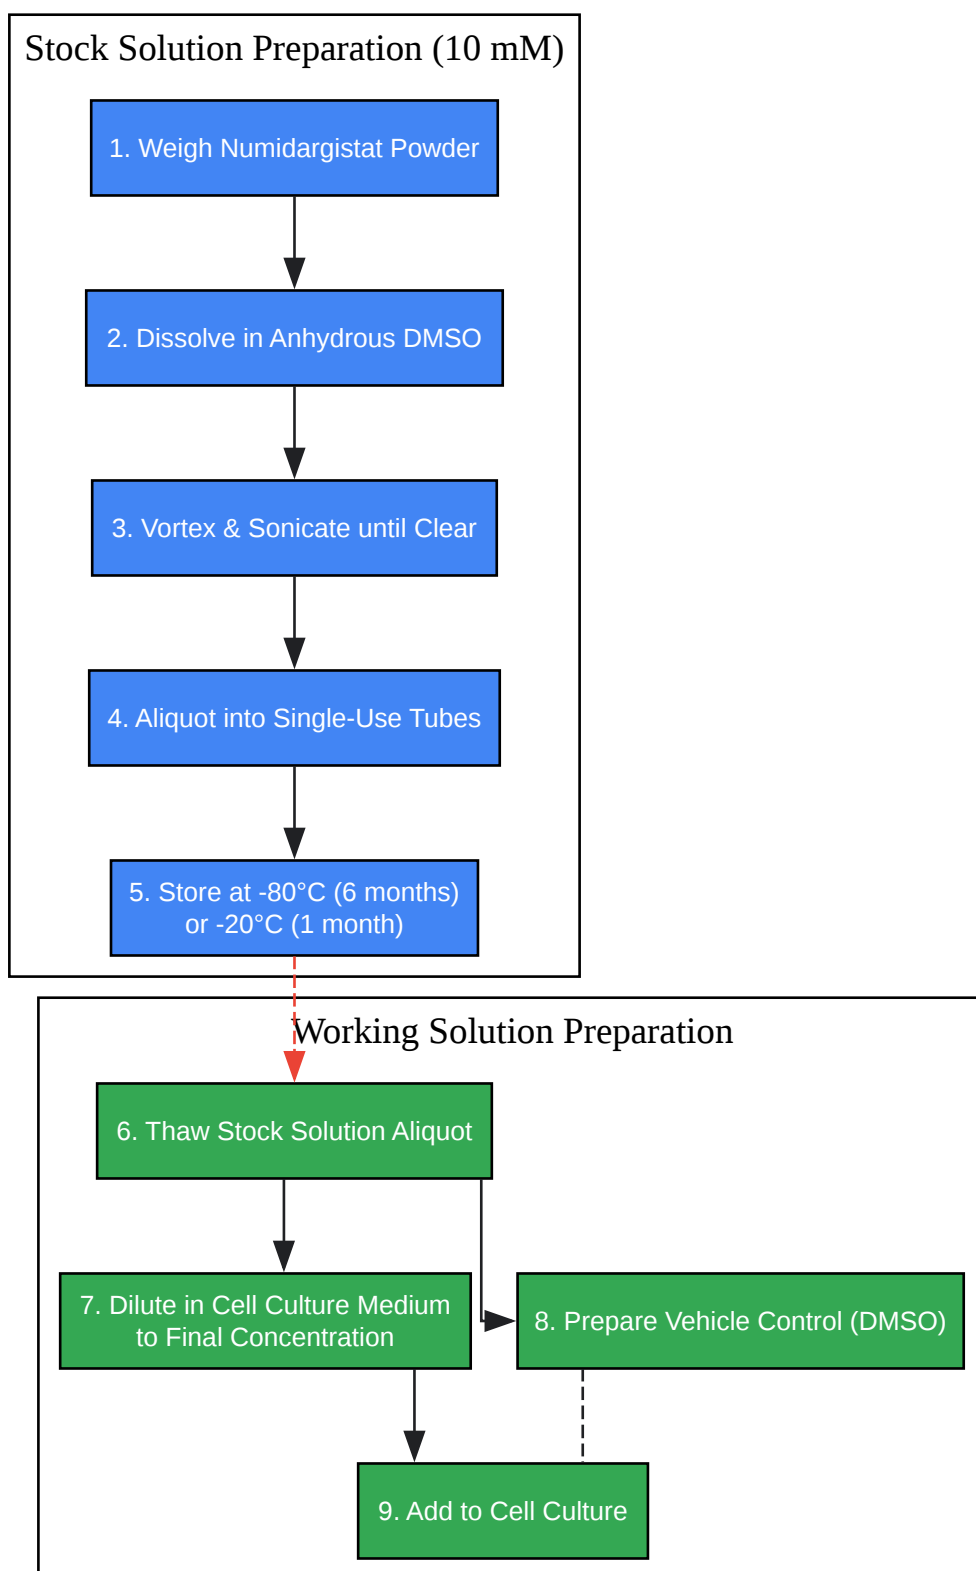 Stock Solution Preparation (10 mM)
1. Weigh Numidargistat Powder
2. Dissolve in Anhydrous DMSO
3. Vortex & Sonicate until Clear
4. Aliquot into Single-Use Tubes
5. Store at -80°C (6 months)
or -20°C (1 month)
Working Solution Preparation
6. Thaw Stock Solution Aliquot
7. Dilute in Cell Culture Medium
to Final Concentration
8. Prepare Vehicle Control (DMSO)
9. Add to Cell Culture